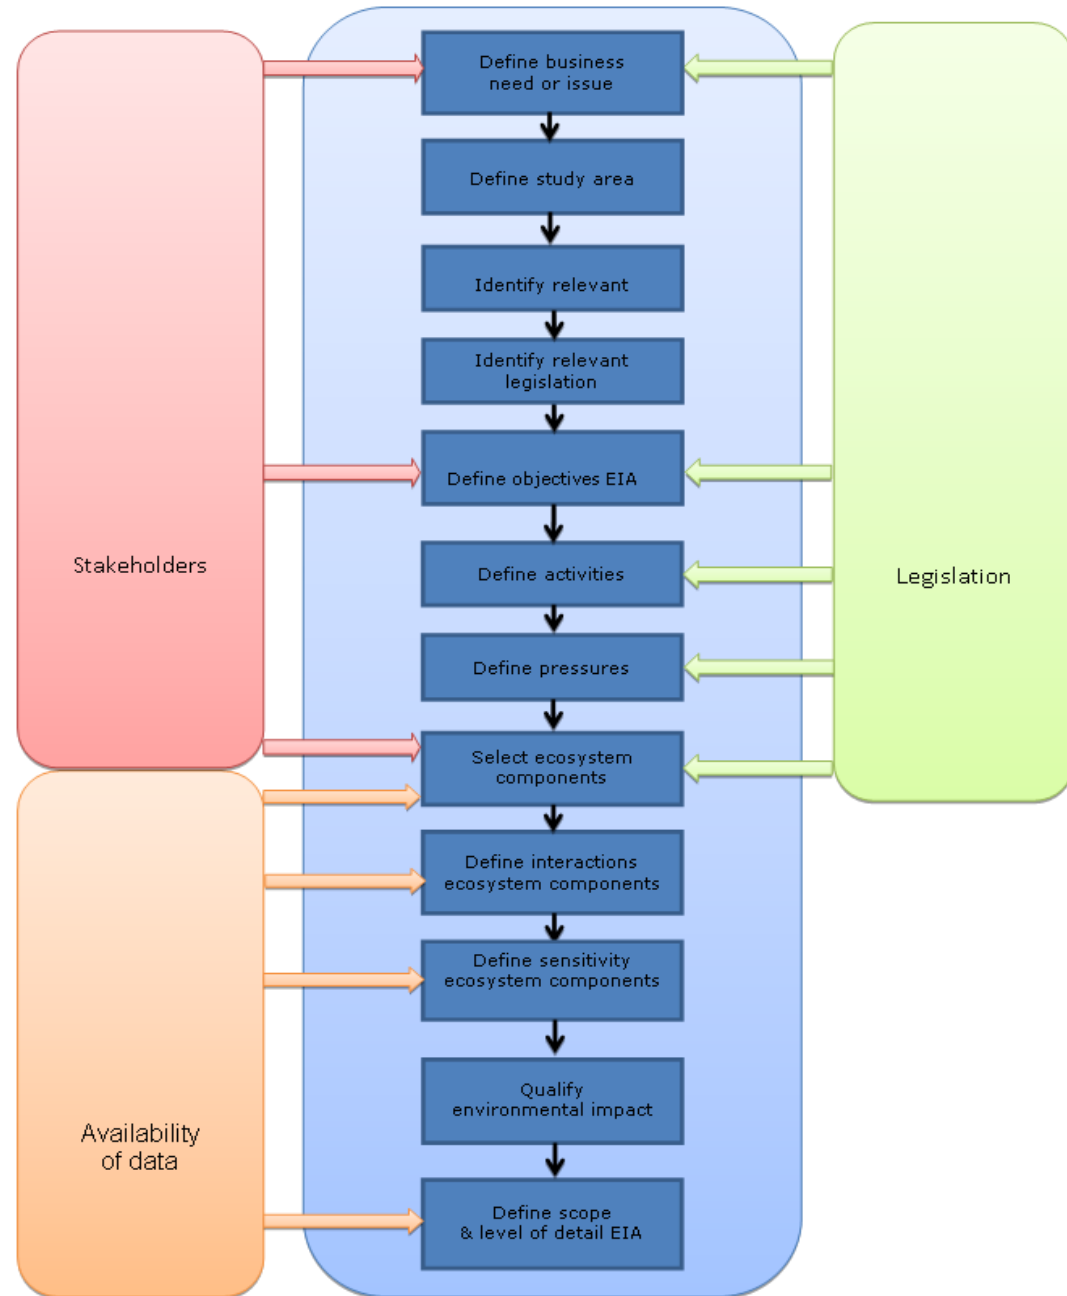 Define business
need or issue
Define study area
Identify relevant
Identify relevant
legislation
Define objectives EIA
Stakeholders
Define activities
Legislation
Define pressures
Select ecosystem
components
Define interactions
ecosystem components
Define sensitivity
ecosystem components
Qualify
environmental impact
Availability
of data
Define scope
& level of detail EIA